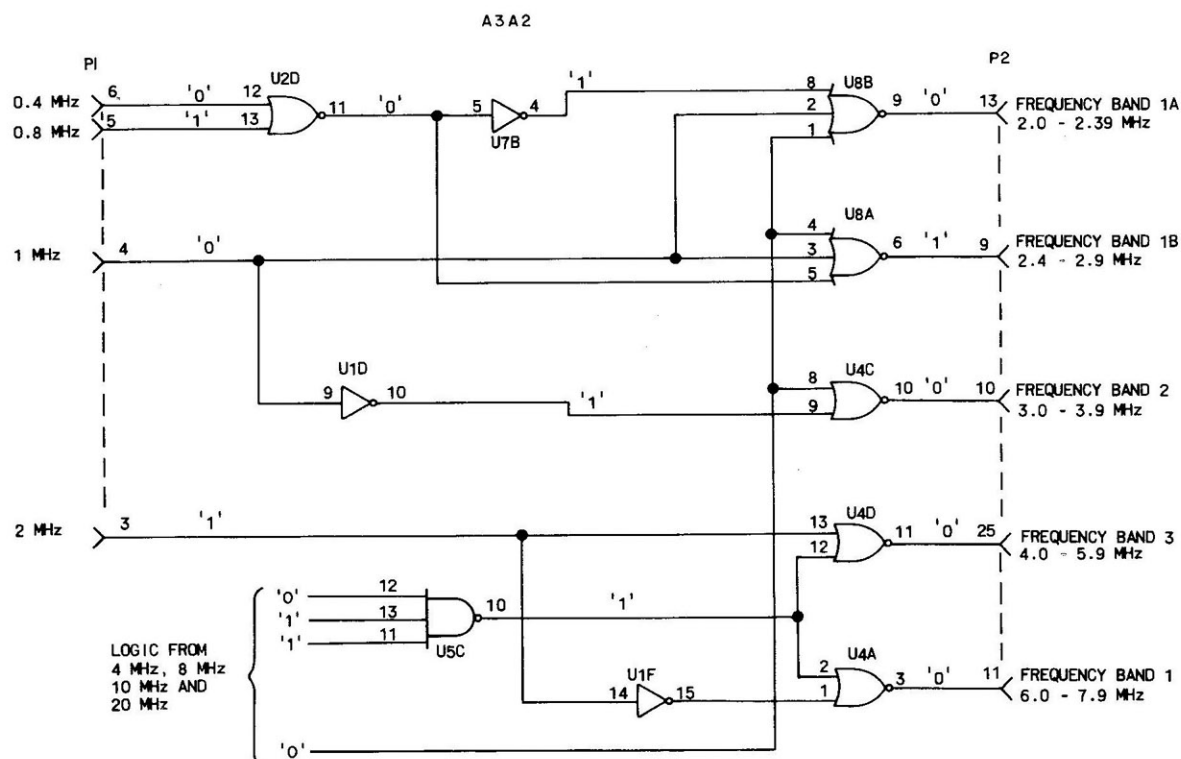 A3A2
P1
P2
U2D
'1'
U8B
0.4 MHz
6
'0'
12
11
'0'
5
4
8
2
1
9
'0'
13
FREQUENCY BAND 1A
2.0 - 2.39 MHz
0.8 MHz
5
'1'
13
U7B
U8A
1 MHz
4
'0'
4
3
5
6
'1'
9
FREQUENCY BAND 1B
2.4 - 2.9 MHz
U1D
9
10
'1'
U4C
8
9
10
'0'
10
FREQUENCY BAND 2
3.0 - 3.9 MHz
2 MHz
3
'1'
U4D
13
12
11
'0'
25
FREQUENCY BAND 3
4.0 - 5.9 MHz
'0'
12
'1'
13
'1'
11
10
'1'
U5C
LOGIC FROM
4 MHz, 8 MHz
10 MHz AND
20 MHz
U1F
14
15
U4A
2
1
3
'0'
11
FREQUENCY BAND 1
6.0 - 7.9 MHz
'0'